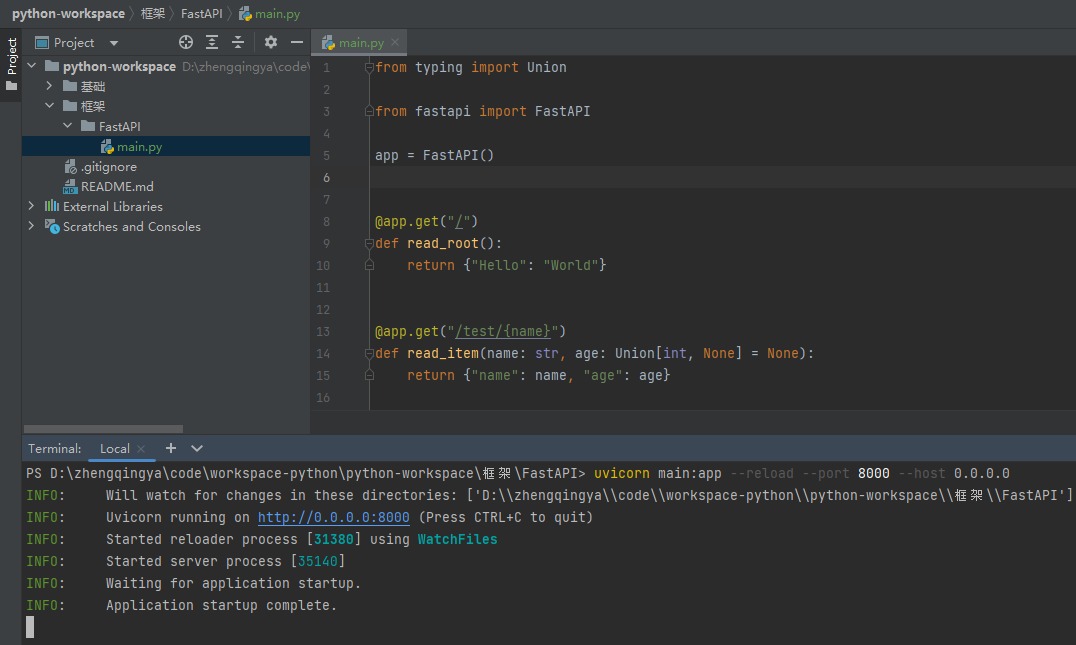 python-workspace 框架 FastAPI main.py
Project
Project
main.py
python-workspace D:\zhengqingya\code\
基础
框架
FastAPI
main.py
.gitignore
README.md
External Libraries
Scratches and Consoles
1 from typing import Union
2
3 from fastapi import FastAPI
4
5 app = FastAPI()
6
7
8 @app.get("/")
9 def read_root():
10 return {"Hello": "World"}
11
12
13 @app.get("/test/{name}")
14 def read_item(name: str, age: Union[int, None] = None):
15 return {"name": name, "age": age}
16
Terminal: Local
PS D:\zhengqingya\code\workspace-python\python-workspace\框架\FastAPI> uvicorn main:app --reload --port 8000 --host 0.0.0.0
INFO: Will watch for changes in these directories: ['D:\\zhengqingya\\code\\workspace-python\\python-workspace\\框架\\FastAPI']
INFO: Uvicorn running on http://0.0.0.0:8000 (Press CTRL+C to quit)
INFO: Started reloader process [31380] using WatchFiles
INFO: Started server process [35140]
INFO: Waiting for application startup.
INFO: Application startup complete.